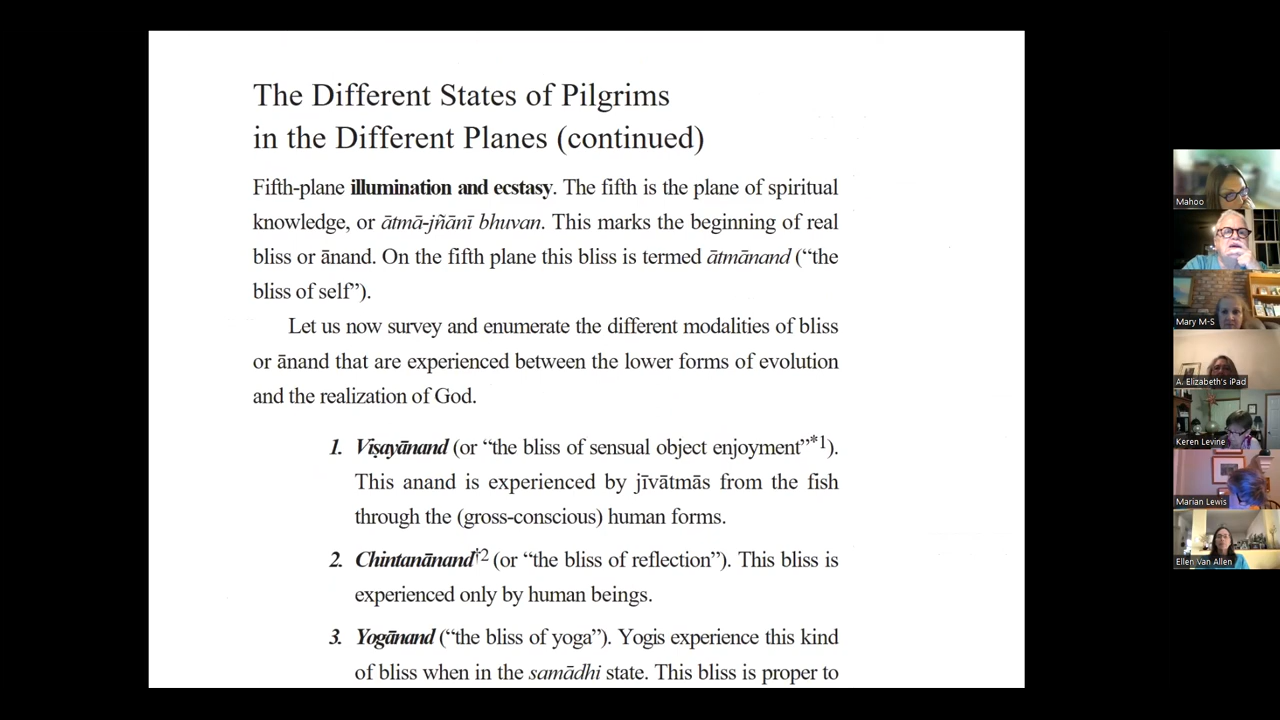 The Different States of Pilgrims
in the Different Planes (continued)
Fifth-plane illumination and ecstasy. The fifth is the plane of spiritual
knowledge, or ātmā-jñānī bhuvan. This marks the beginning of real
bliss or ānand. On the fifth plane this bliss is termed ātmānand (“the
bliss of self”).
Let us now survey and enumerate the different modalities of bliss
or ānand that are experienced between the lower forms of evolution
and the realization of God.
1. Viṣayānand (or “the bliss of sensual object enjoyment”*1).
This anand is experienced by jīvātmās from the fish
through the (gross-conscious) human forms.
2. Chintanānand†2 (or “the bliss of reflection”). This bliss is
experienced only by human beings.
3. Yogānand (“the bliss of yoga”). Yogis experience this kind
of bliss when in the samādhi state. This bliss is proper to
Mahoo
Mary M-S
A. Elizabeth's iPad
Keren Levine
Marian Lewis
Ellen Van Allen